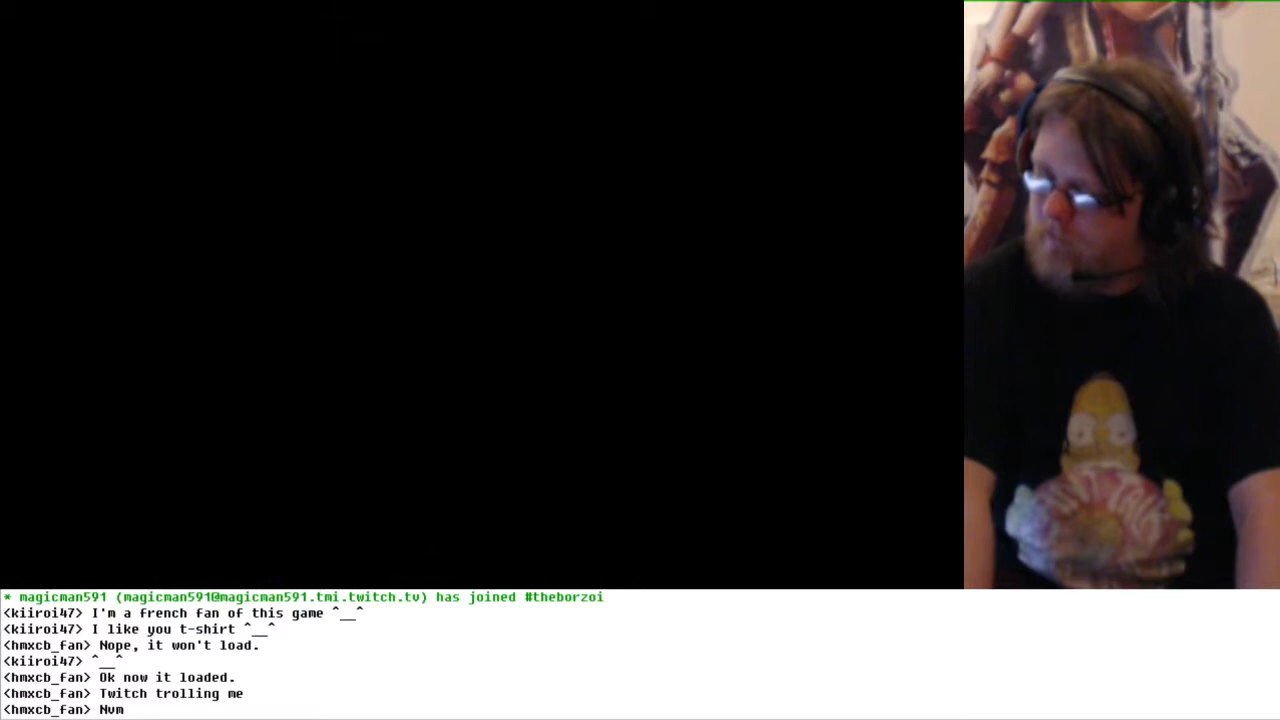 * magicman591 (magicman591@magicman591.tmi.twitch.tv) has joined #theborzoi
<kiiroi47> I'm a french fan of this game ^__^
<kiiroi47> I like you t-shirt ^__^
<hmxcb_fan> Nope, it won't load.
<kiiroi47> ^__^
<hmxcb_fan> Ok now it loaded.
<hmxcb_fan> Twitch trolling me
<hmxcb_fan> Nvm